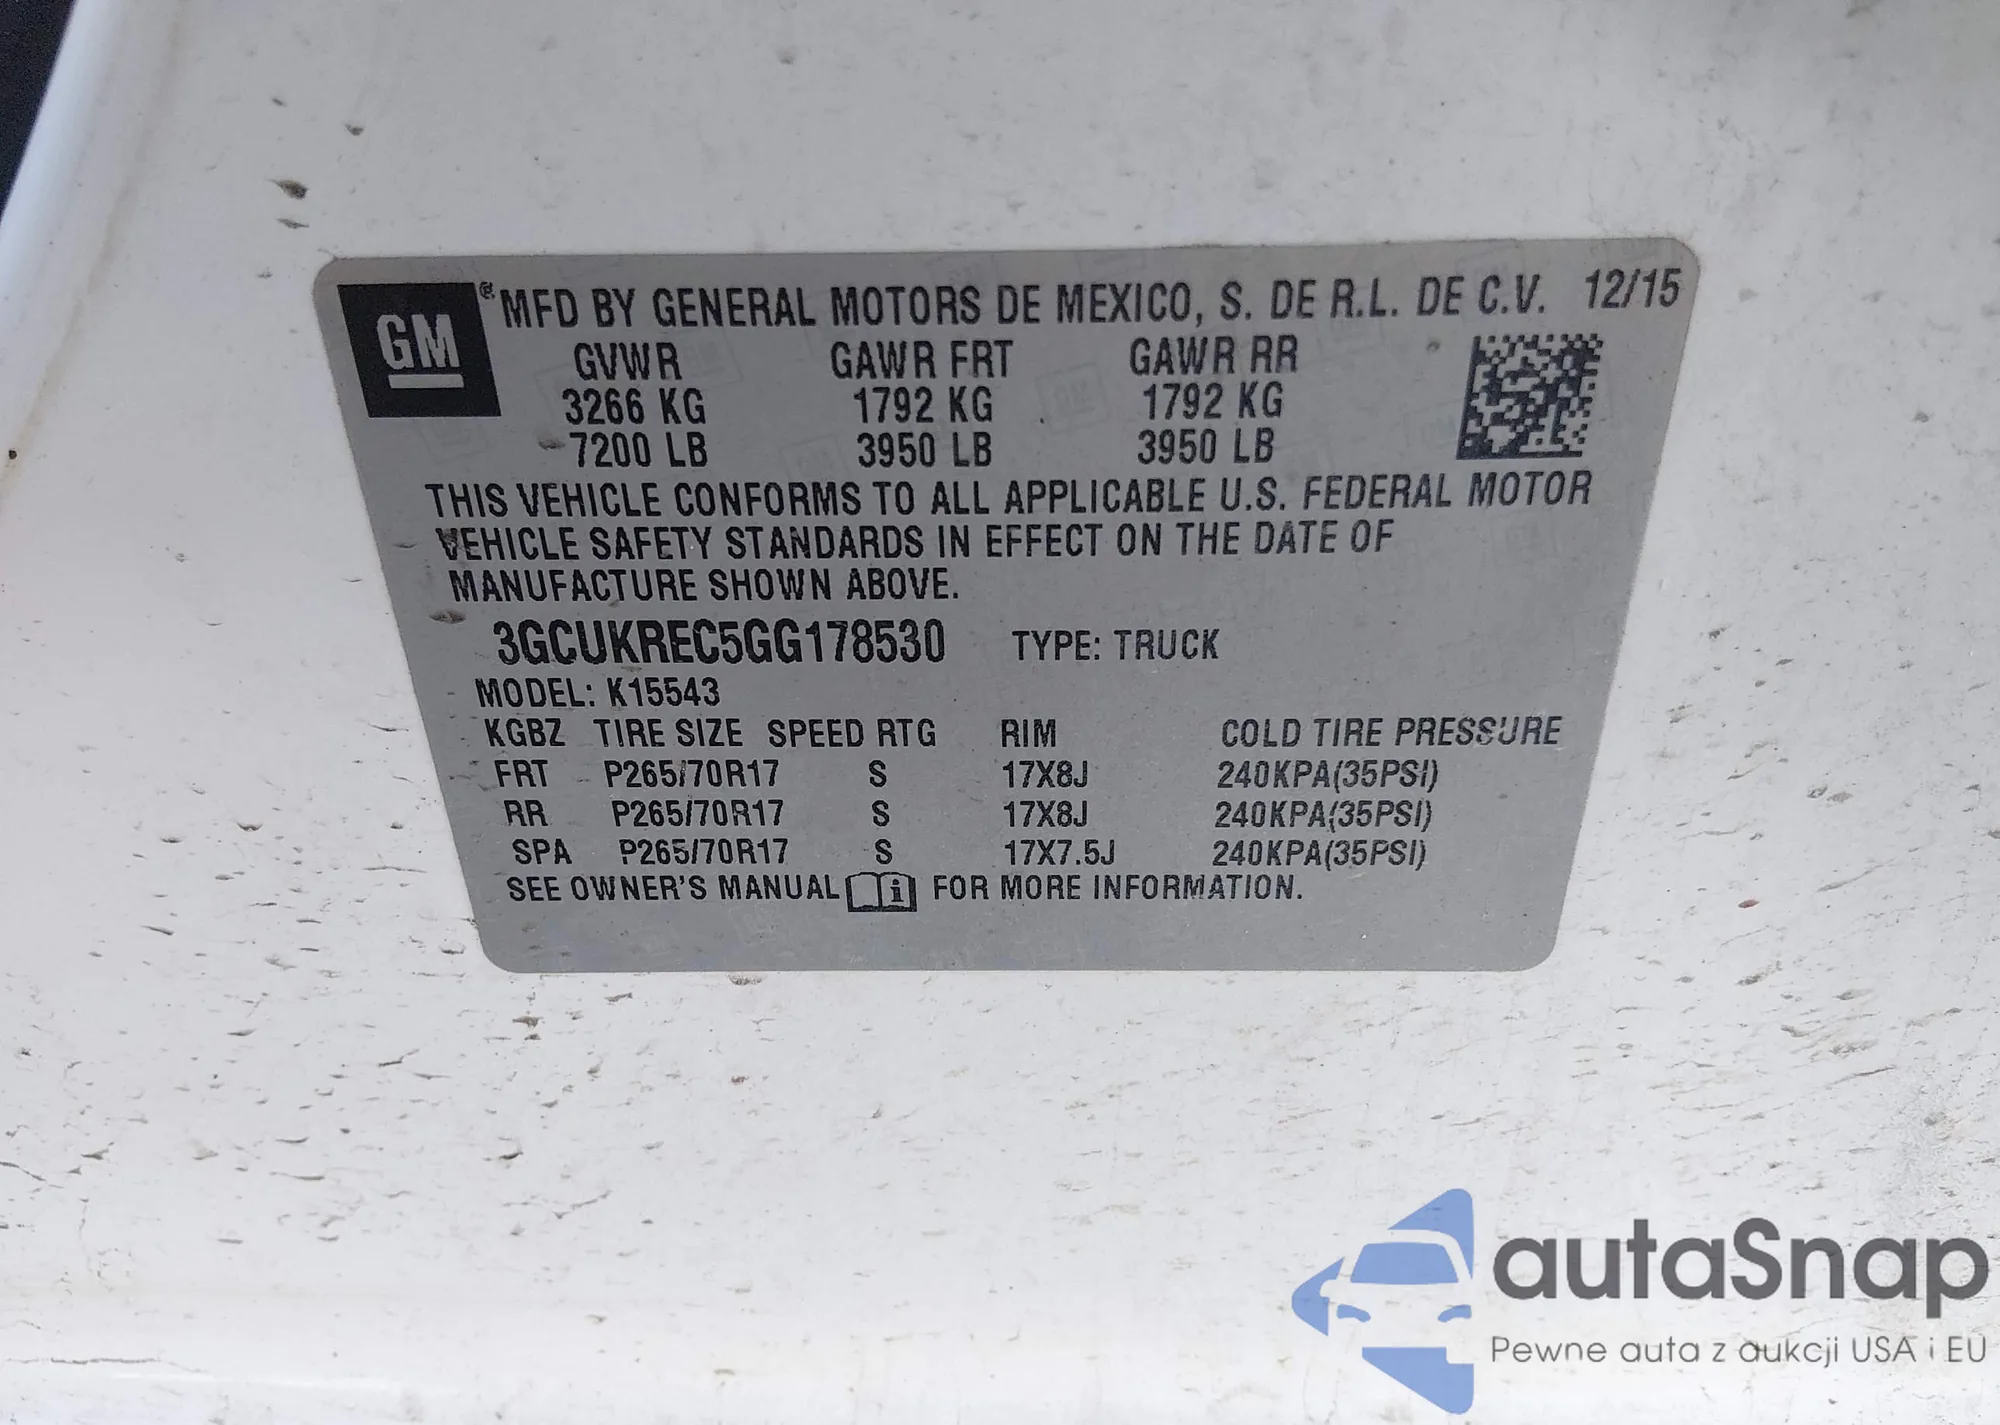 GM ® MFD BY GENERAL MOTORS DE MEXICO, S. DE R.L. DE C.V. 12/15
GVWR GAWR FRT GAWR RR
3266 KG 1792 KG 1792 KG
7200 LB 3950 LB 3950 LB
THIS VEHICLE CONFORMS TO ALL APPLICABLE U.S. FEDERAL MOTOR
VEHICLE SAFETY STANDARDS IN EFFECT ON THE DATE OF
MANUFACTURE SHOWN ABOVE.
3GCUKREC5GG178530 TYPE: TRUCK
MODEL: K15543
KGBZ TIRE SIZE SPEED RTG RIM COLD TIRE PRESSURE
FRT P265/70R17 S 17X8J 240KPA(35PSI)
RR P265/70R17 S 17X8J 240KPA(35PSI)
SPA P265/70R17 S 17X7.5J 240KPA(35PSI)
SEE OWNER'S MANUAL i FOR MORE INFORMATION.
autaSnap
Pewne auta z aukcji USA i EU